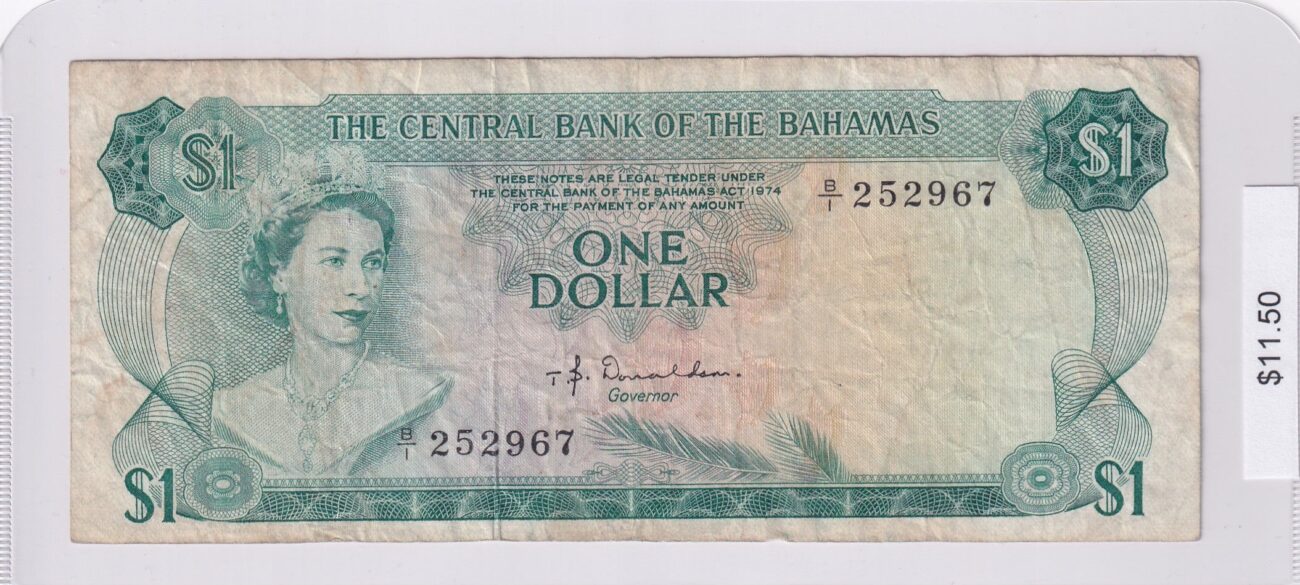 THE CENTRAL BANK OF THE BAHAMAS
$1
$1
THESE NOTES ARE LEGAL TENDER UNDER
THE CENTRAL BANK OF THE BAHAMAS ACT 1974
FOR THE PAYMENT OF ANY AMOUNT
B/1 252967
ONE
DOLLAR
T. B. Donaldson.
Governor
B/1 252967
$1
$1
$11.50